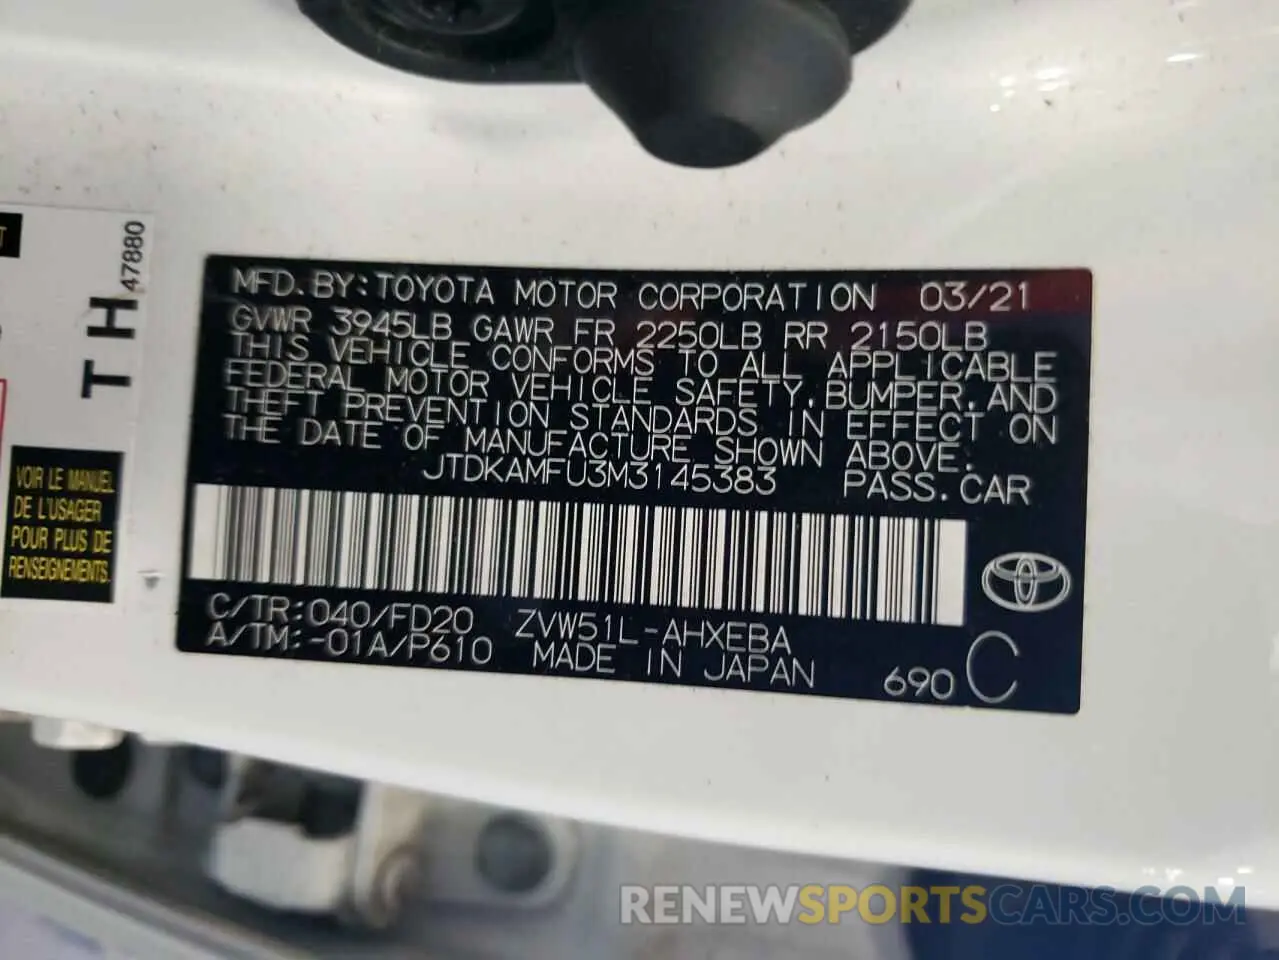 47880
T H
VOIR LE MANUEL
DE L'USAGER
POUR PLUS DE
RENSEIGNEMENTS.
MFD. BY: TOYOTA MOTOR CORPORATION 03/21
GVWR 3945LB GAWR FR 2250LB RR 2150LB
THIS VEHICLE CONFORMS TO ALL APPLICABLE
FEDERAL MOTOR VEHICLE SAFETY, BUMPER, AND
THEFT PREVENTION STANDARDS IN EFFECT ON
THE DATE OF MANUFACTURE SHOWN ABOVE.
JTDKAMFU3M3145383 PASS. CAR
C/TR: 040/FD20 ZVW51L-AHXEBA
A/TM: -01A/P610 MADE IN JAPAN 690 C
RENEWSPORTSCARS.COM